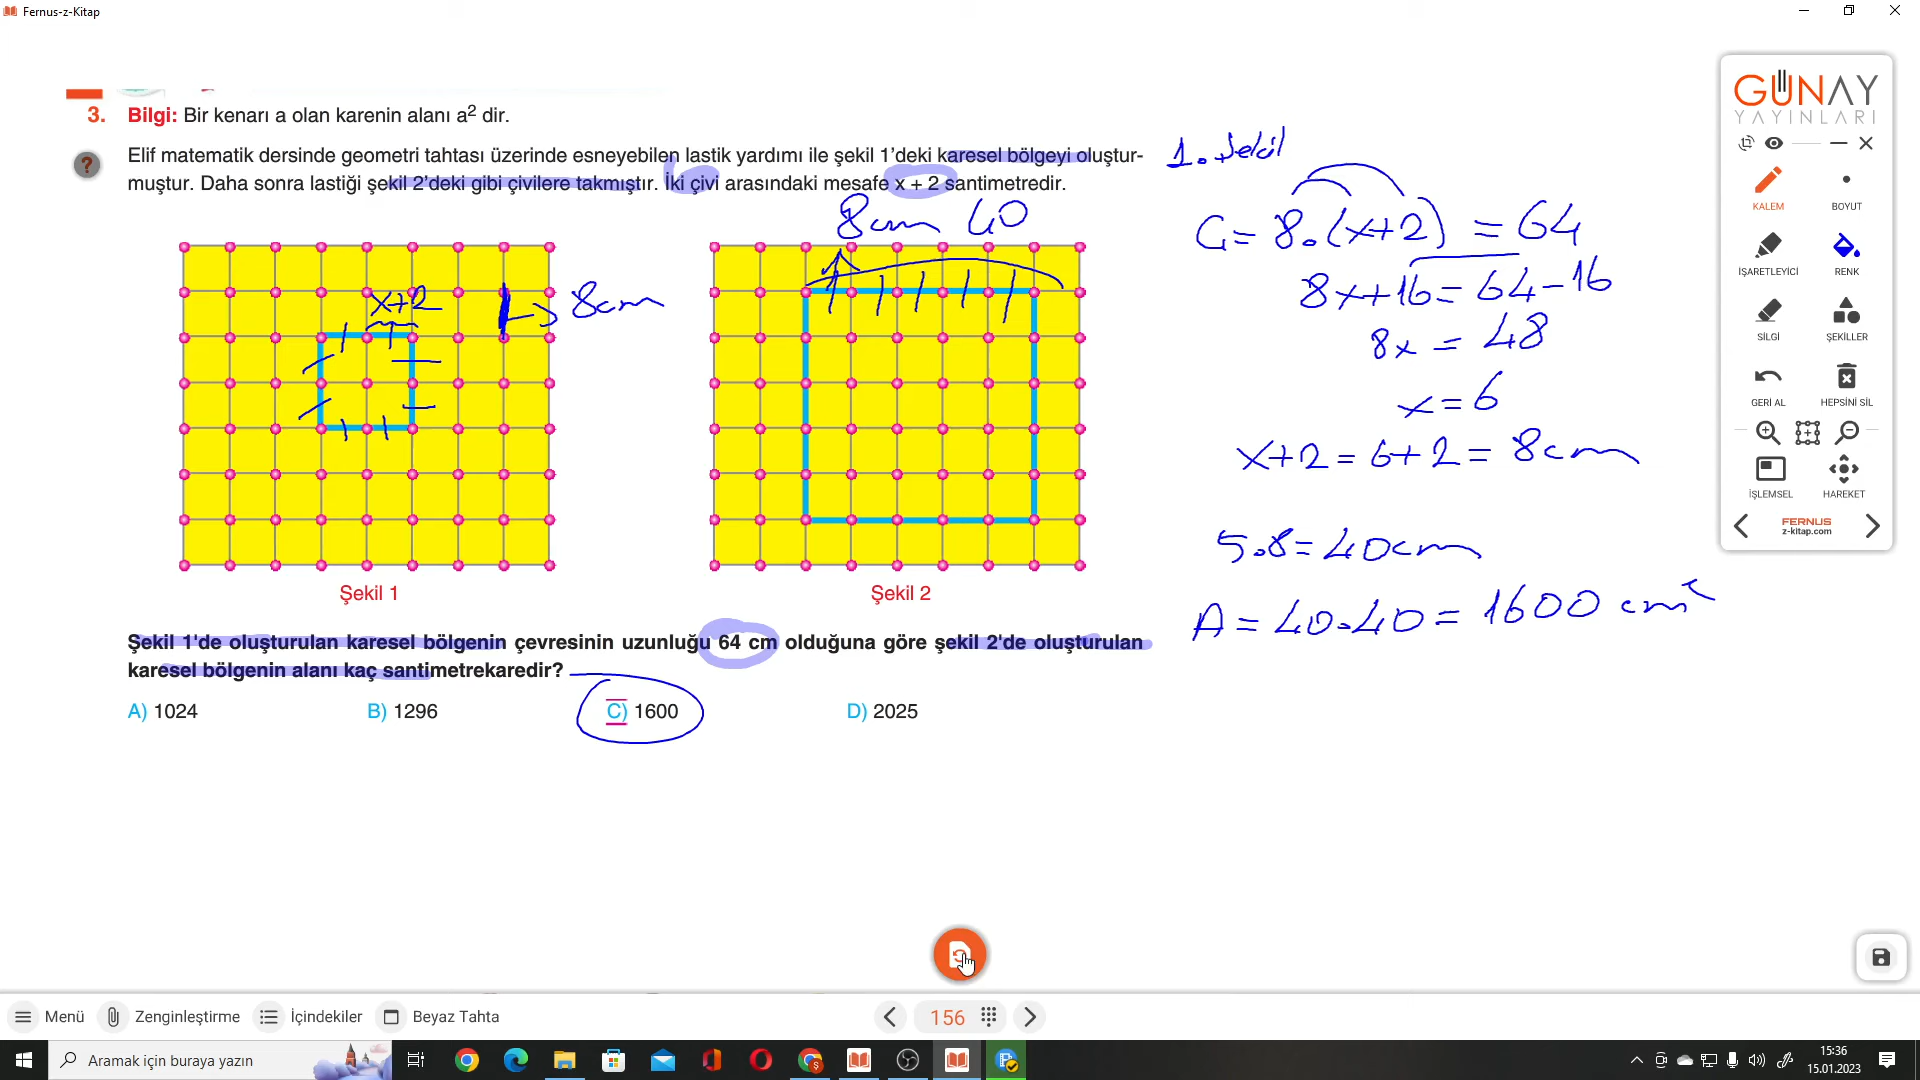 Fernus-z-Kitap
3. Bilgi: Bir kenarı a olan karenin alanı a² dir.
Elif matematik dersinde geometri tahtası üzerinde esneyebilen lastik yardımı ile şekil 1'deki karesel bölgeyi oluştur-
muştur. Daha sonra lastiği şekil 2'deki gibi çivilere takmıştır. İki çivi arasındaki mesafe x + 2 santimetredir.
8cm 40
x+2
8cm
Şekil 1
Şekil 2
Şekil 1'de oluşturulan karesel bölgenin çevresinin uzunluğu 64 cm olduğuna göre şekil 2'de oluşturulan
karesel bölgenin alanı kaç santimetrekaredir?
A) 1024
B) 1296
C) 1600
D) 2025
1. Şekil
Ç = 8.(x+2) = 64
8x+16=64-16
8x = 48
x=6
x+2=6+2=8cm
5.8=40cm
A = 40.40 = 1600 cm²
GÜNAY
YAYINLARI
KALEM
BOYUT
İŞARETLEYİCİ
RENK
SİLGİ
ŞEKİLLER
GERİ AL
HEPSİNİ SİL
İŞLEMSEL
HAREKET
FERNUS
z-kitap.com
Menü
Zenginleştirme
İçindekiler
Beyaz Tahta
156
Aramak için buraya yazın
15:36
15.01.2023